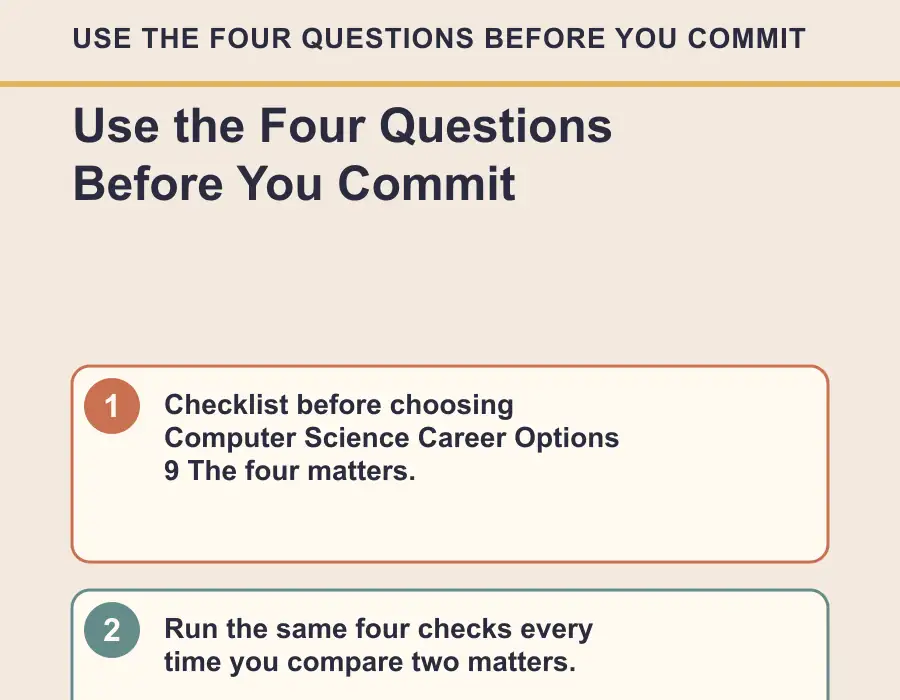 USE THE FOUR QUESTIONS BEFORE YOU COMMIT
Use the Four Questions
Before You Commit
1
Checklist before choosing
Computer Science Career Options
9 The four matters.
2
Run the same four checks every
time you compare two matters.